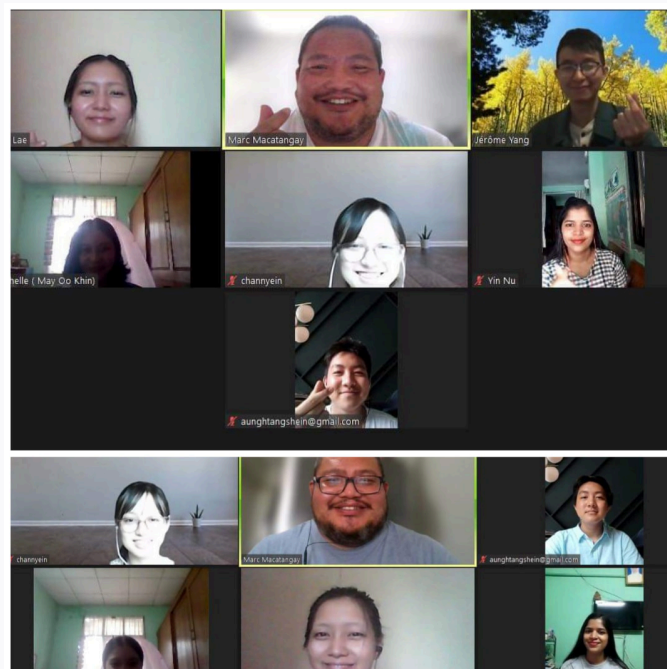 Lae
Marc Macatangay
Jérôme Yang
nelle ( May Oo Khin)
channyein
Yin Nu
aunghtangshein@gmail.com
channyein
Marc Macatangay
aunghtangshein@gmail.com